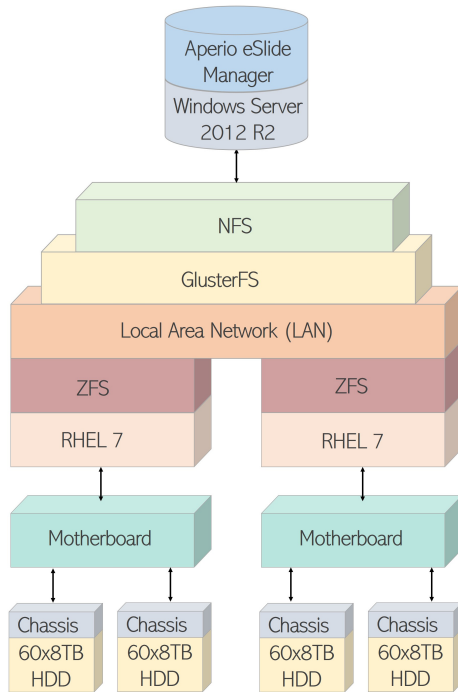 Aperio eSlide
Manager
Windows Server
2012 R2
NFS
GlusterFS
Local Area Network (LAN)
ZFS
ZFS
RHEL 7
RHEL 7
Motherboard
Motherboard
Chassis
Chassis
Chassis
Chassis
60x8TB
HDD
60x8TB
HDD
60x8TB
HDD
60x8TB
HDD